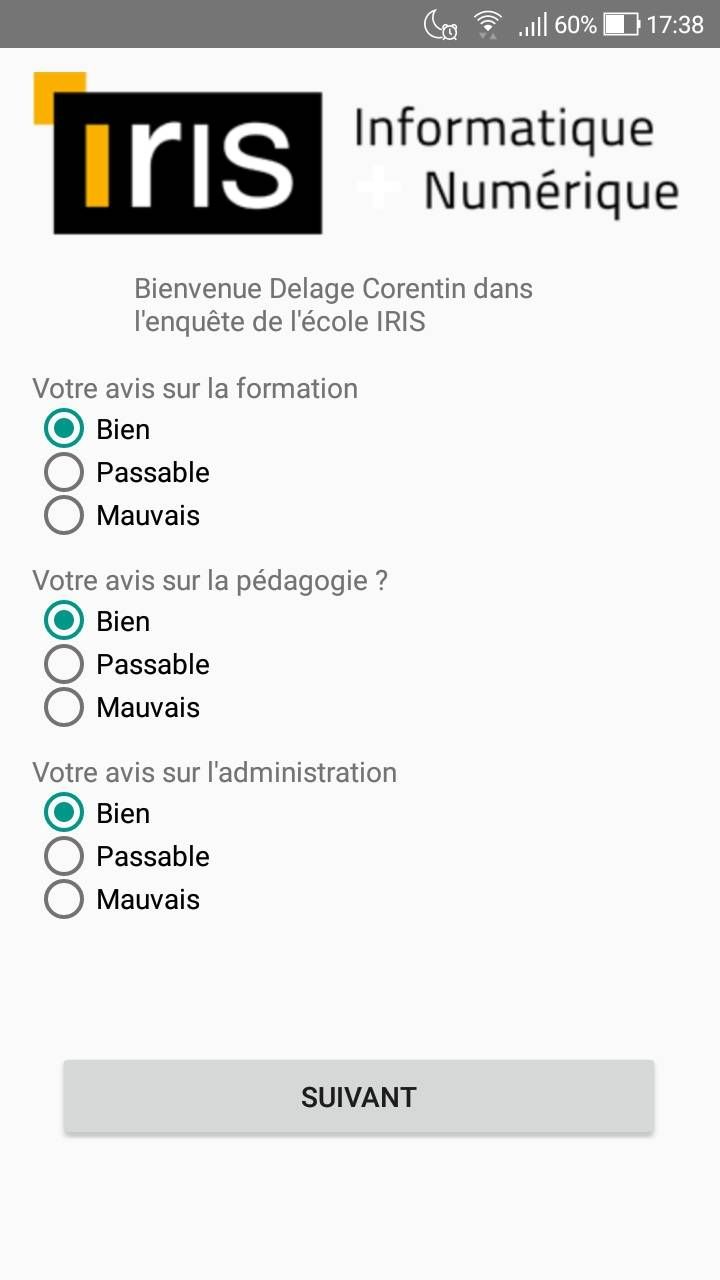 60% 17:38
iris
Informatique
+ Numérique
Bienvenue Delage Corentin dans
l'enquête de l'école IRIS
Votre avis sur la formation
Bien
Passable
Mauvais
Votre avis sur la pédagogie ?
Bien
Passable
Mauvais
Votre avis sur l'administration
Bien
Passable
Mauvais
SUIVANT